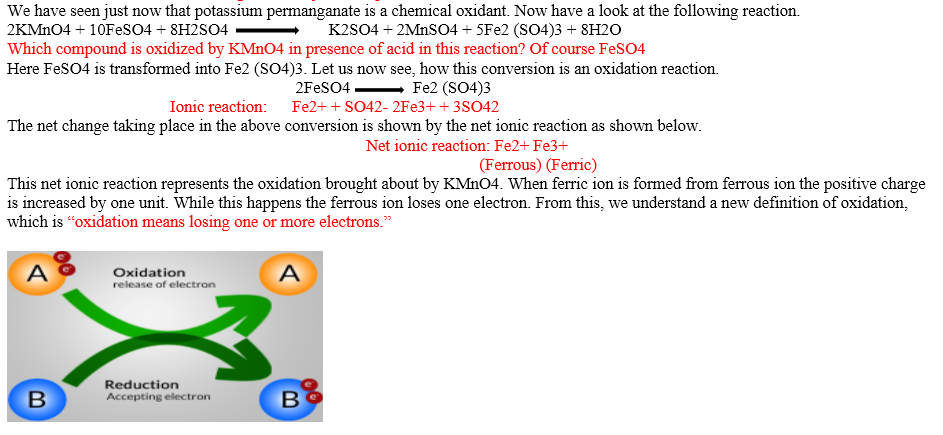 We have seen just now that potassium permanganate is a chemical oxidant. Now have a look at the following reaction.
2KMnO4 + 10FeSO4 + 8H2SO4 K2SO4 + 2MnSO4 + 5Fe2 (SO4)3 + 8H2O
Which compound is oxidized by KMnO4 in presence of acid in this reaction? Of course FeSO4
Here FeSO4 is transformed into Fe2 (SO4)3. Let us now see, how this conversion is an oxidation reaction.
2FeSO4 Fe2 (SO4)3
Ionic reaction: Fe2+ + SO42- 2Fe3+ + 3SO42
The net change taking place in the above conversion is shown by the net ionic reaction as shown below.
Net ionic reaction: Fe2+ Fe3+
(Ferrous) (Ferric)
This net ionic reaction represents the oxidation brought about by KMnO4. When ferric ion is formed from ferrous ion the positive charge
is increased by one unit. While this happens the ferrous ion loses one electron. From this, we understand a new definition of oxidation,
which is “oxidation means losing one or more electrons.”
e-
A e- Oxidation A
release of electron
Reduction e-
B Accepting electron B e-